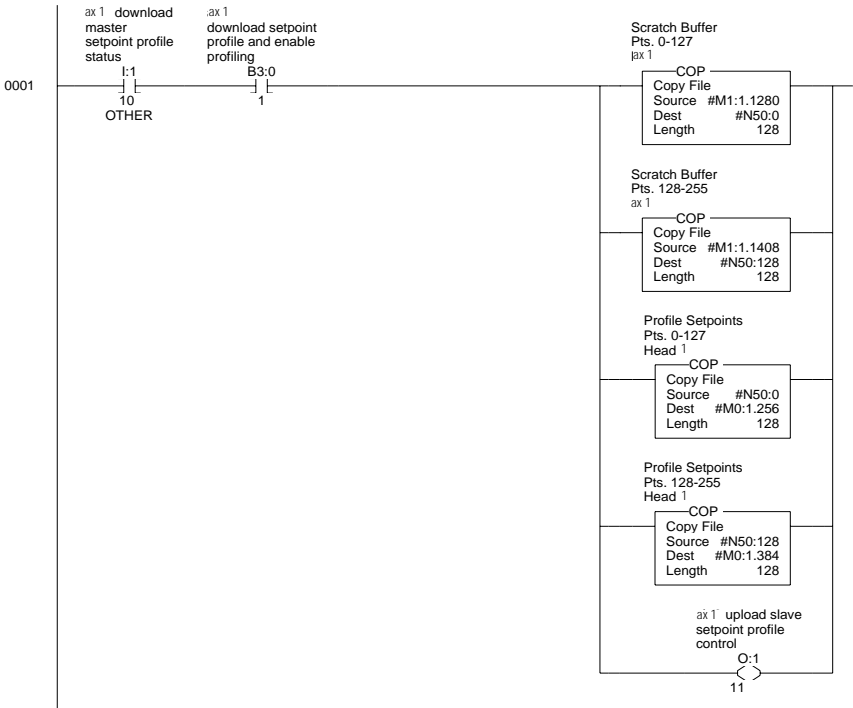 ax 1 download
master
setpoint profile
status
I:1
10
OTHER
ax 1
download setpoint
profile and enable
profiling
B3:0
1
0001
Scratch Buffer
Pts. 0-127
ax 1
COP
Copy File
Source #M1:1.1280
Dest #N50:0
Length 128
Scratch Buffer
Pts. 128-255
ax 1
COP
Copy File
Source #M1:1.1408
Dest #N50:128
Length 128
Profile Setpoints
Pts. 0-127
Head 1
COP
Copy File
Source #N50:0
Dest #M0:1.256
Length 128
Profile Setpoints
Pts. 128-255
Head 1
COP
Copy File
Source #N50:128
Dest #M0:1.384
Length 128
ax 1 upload slave
setpoint profile
control
O:1
11